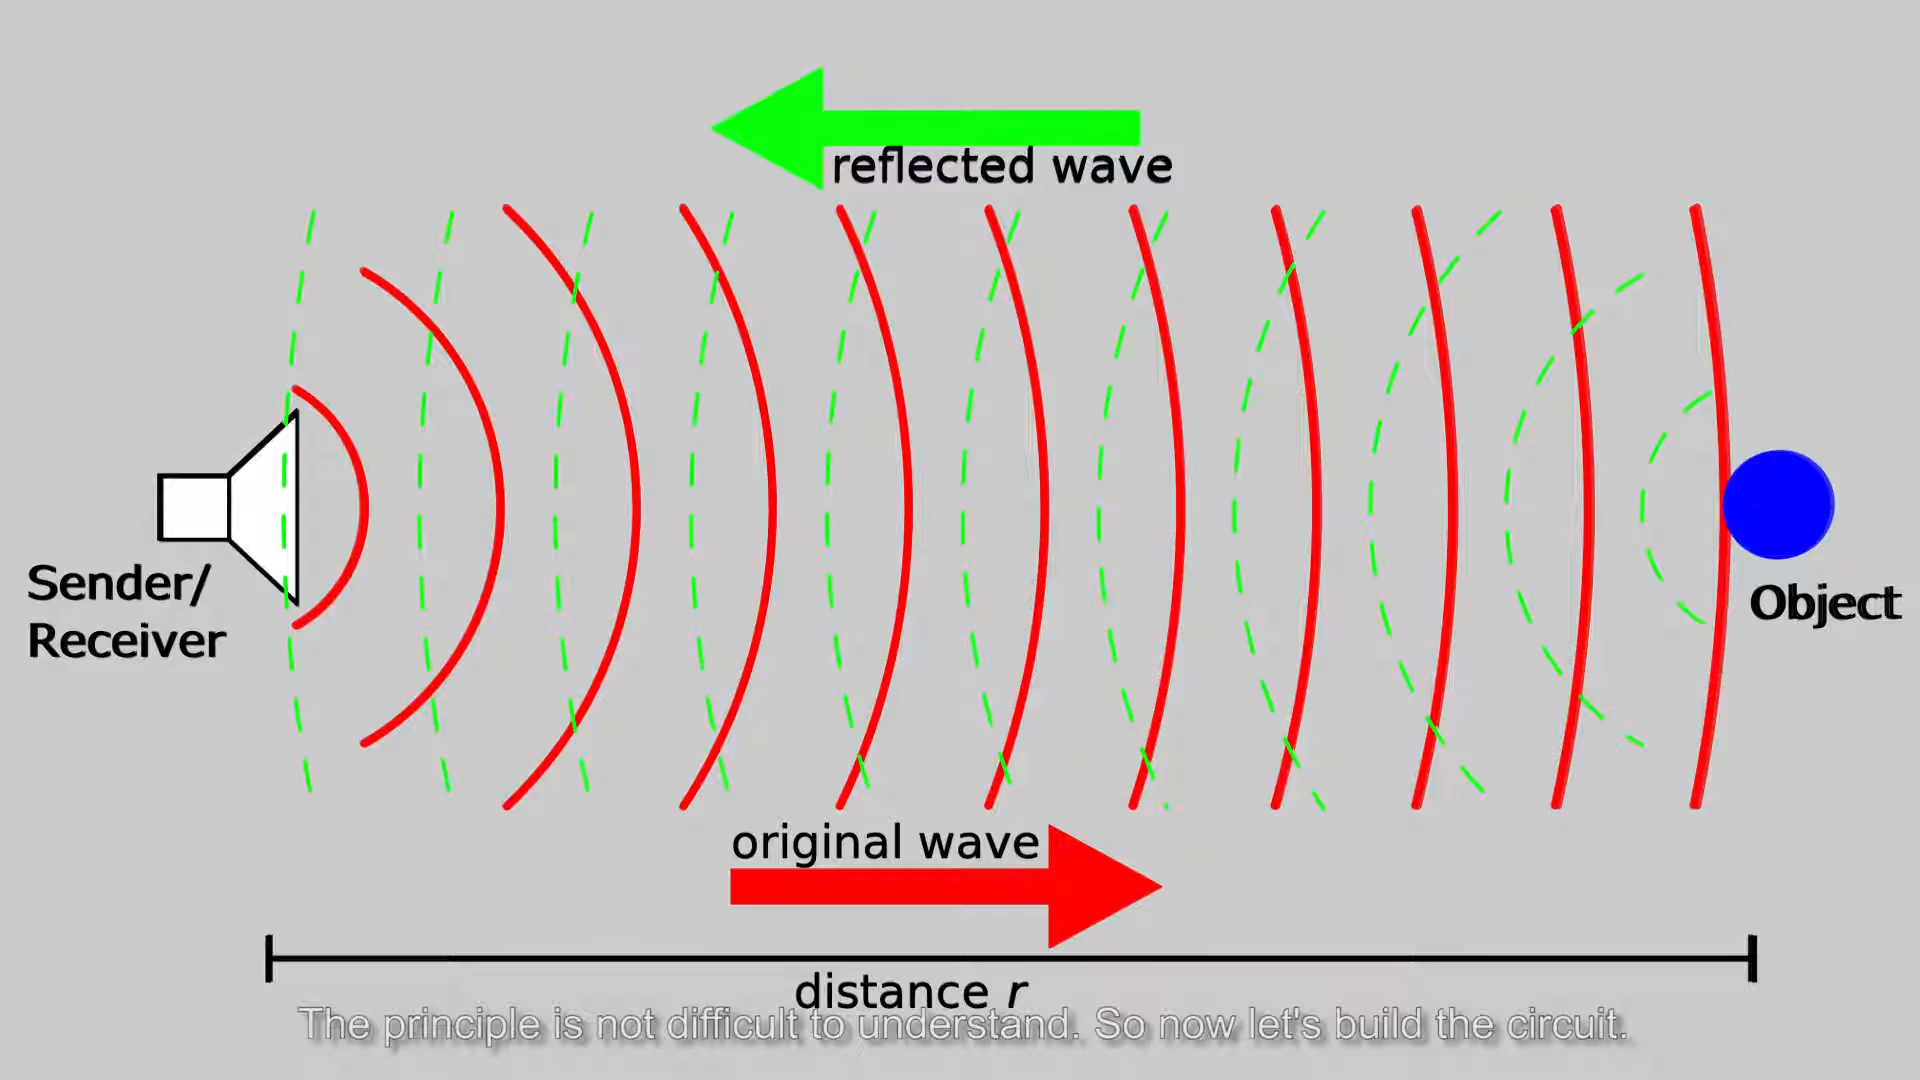 reflected wave
Sender/
Receiver
Object
original wave
distance r
The principle is not difficult to understand. So now let's build the circuit.